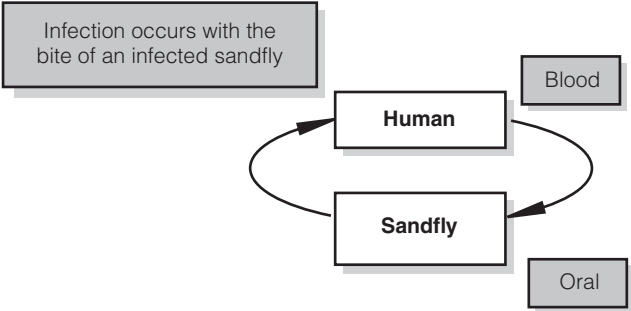 Infection occurs with the
bite of an infected sandfly
Blood
Human
Sandfly
Oral